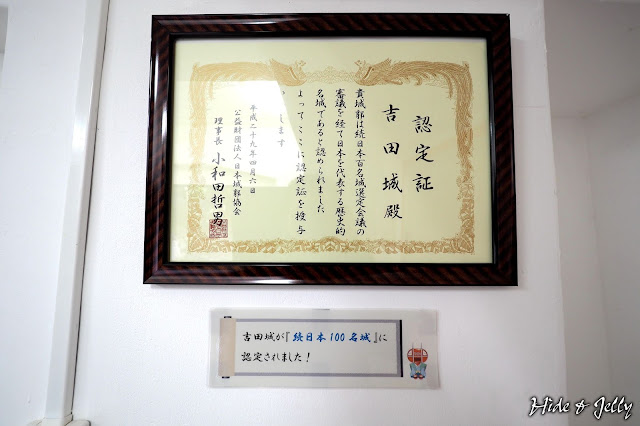 認定証
吉田城殿
貴城郭は続日本百名城選定会議の
審議を経て日本を代表する歴史的
名城であると認められました
よってここに認定証を授与
します
平成二十九年四月六日
公益財団法人日本城郭協会
理事長 小和田哲男
吉田城が『続日本100名城』に
認定されました！
Hide & Jelly